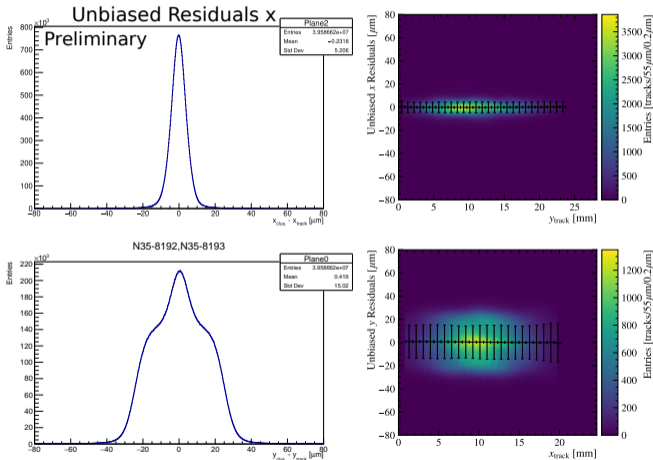 Unbiased Residuals x
Preliminary
×10³
Entries
800
700
600
500
400
300
200
100
0
−80 −60 −40 −20 0 20 40 60 80
x_clus - x_track [μm]
Plane2
Entries 3.958662e+07
Mean −0.2318
Std Dev 5.206
Unbiased x Residuals [μm]
80
60
40
20
0
−20
−40
−60
−80
0 5 10 15 20 25
y_track [mm]
3500
3000
2500
2000
1500
1000
500
0
Entries [tracks/55μm/0.2μm]
N35-8192,N35-8193
×10³
Entries
220
200
180
160
140
120
100
80
60
40
20
0
−80 −60 −40 −20 0 20 40 60 80
y_clus - y_track [μm]
Plane0
Entries 3.958662e+07
Mean 0.419
Std Dev 15.02
Unbiased y Residuals [μm]
80
60
40
20
0
−20
−40
−60
−80
0 5 10 15 20
x_track [mm]
1200
1000
800
600
400
200
0
Entries [tracks/55μm/0.2μm]